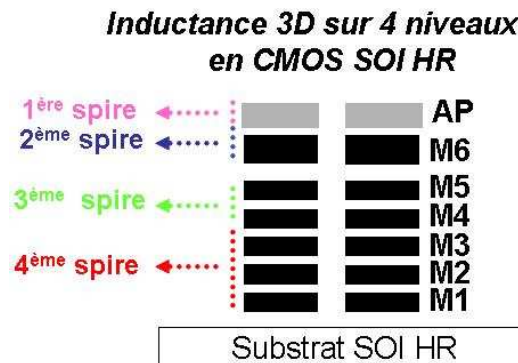 Inductance 3D sur 4 niveaux
en CMOS SOI HR
1ère spire
AP
2ème spire
M6
M5
3ème spire
M4
M3
4ème spire
M2
M1
Substrat SOI HR